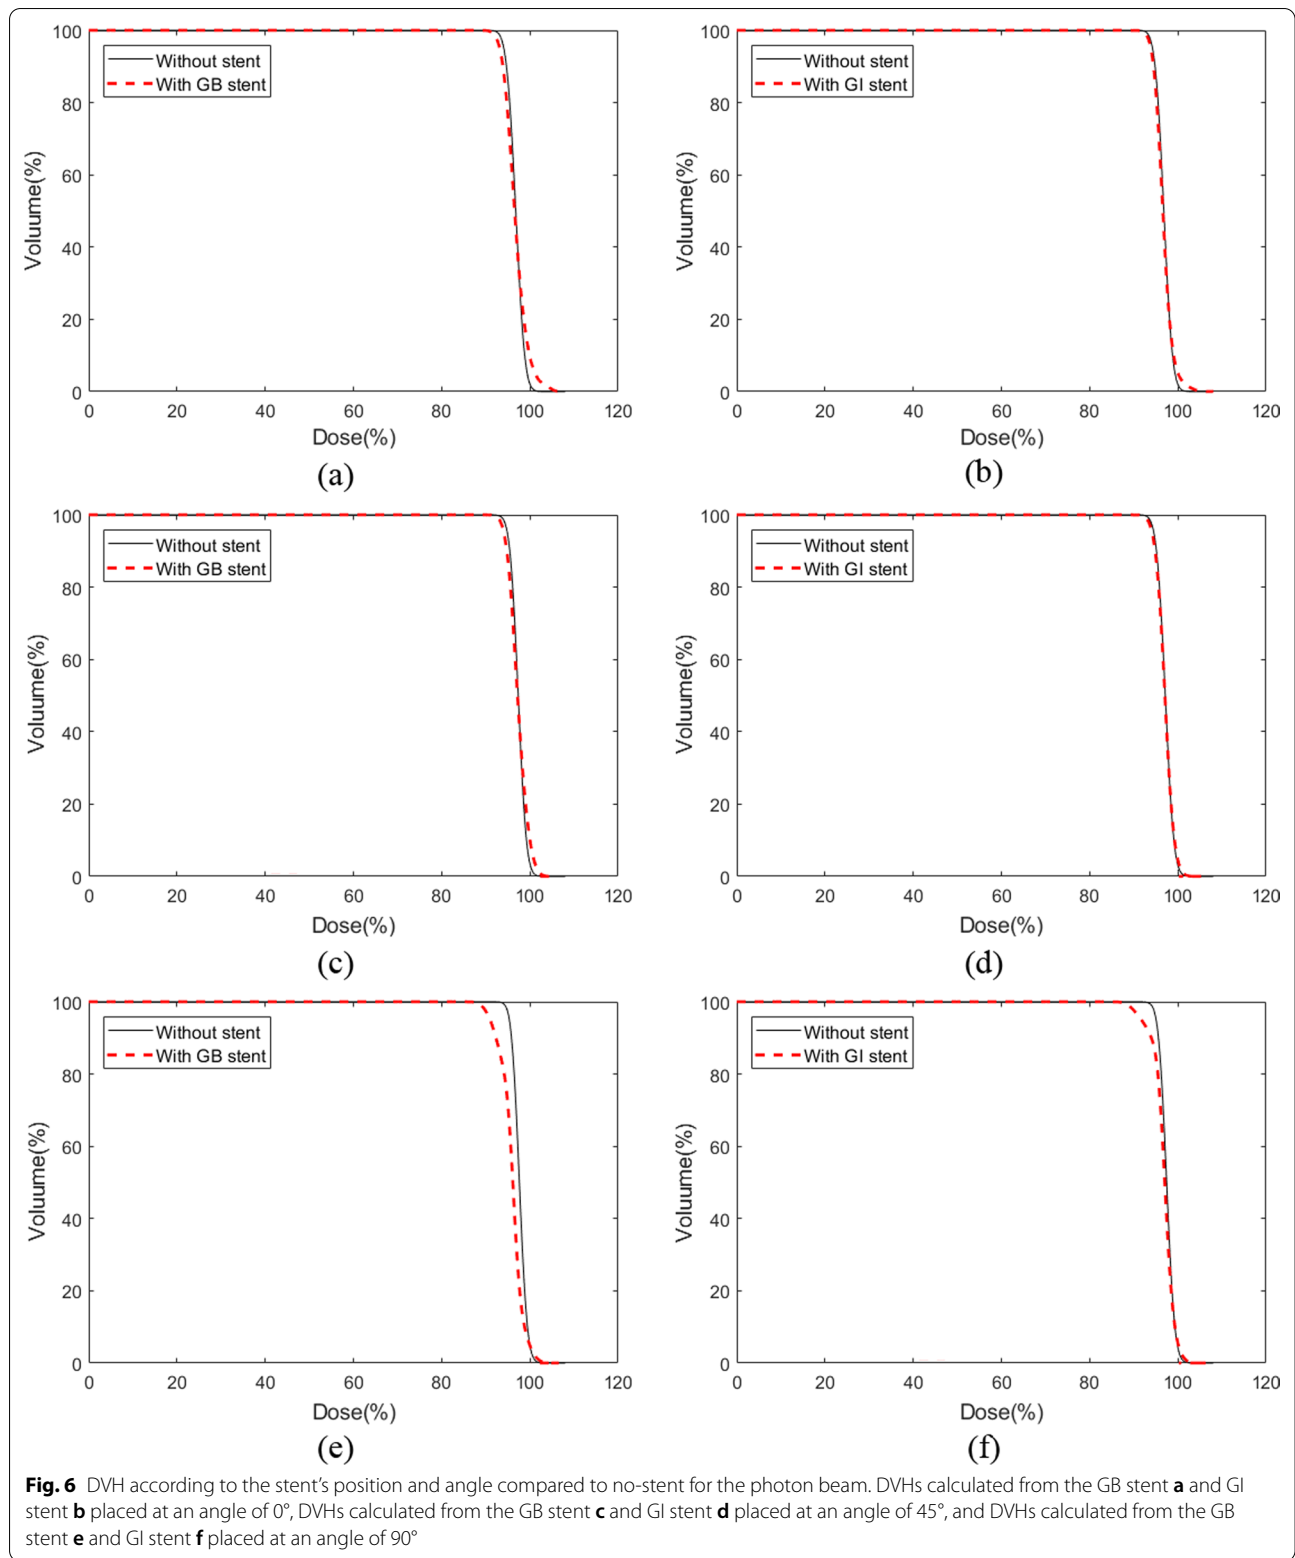 100
80
60
40
20
0
Voluume(%)
Without stent
With GB stent
0 20 40 60 80 100 120
Dose(%)
(a)
100
80
60
40
20
0
Voluume(%)
Without stent
With GI stent
0 20 40 60 80 100 120
Dose(%)
(b)
100
80
60
40
20
0
Voluume(%)
Without stent
With GB stent
0 20 40 60 80 100 120
Dose(%)
(c)
100
80
60
40
20
0
Voluume(%)
Without stent
With GI stent
0 20 40 60 80 100 120
Dose(%)
(d)
100
80
60
40
20
0
Voluume(%)
Without stent
With GB stent
0 20 40 60 80 100 120
Dose(%)
(e)
100
80
60
40
20
0
Voluume(%)
Without stent
With GI stent
0 20 40 60 80 100 120
Dose(%)
(f)
Fig. 6 DVH according to the stent's position and angle compared to no-stent for the photon beam. DVHs calculated from the GB stent a and GI
stent b placed at an angle of 0°, DVHs calculated from the GB stent c and GI stent d placed at an angle of 45°, and DVHs calculated from the GB
stent e and GI stent f placed at an angle of 90°